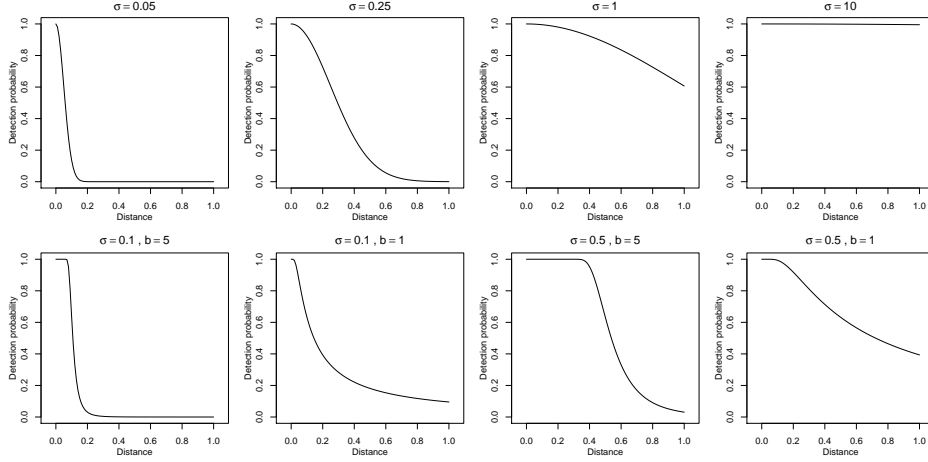 σ = 0.05
Detection probability
0.0 0.2 0.4 0.6 0.8 1.0
0.0 0.2 0.4 0.6 0.8 1.0
Distance
σ = 0.25
Detection probability
0.0 0.2 0.4 0.6 0.8 1.0
0.0 0.2 0.4 0.6 0.8 1.0
Distance
σ = 1
Detection probability
0.0 0.2 0.4 0.6 0.8 1.0
0.0 0.2 0.4 0.6 0.8 1.0
Distance
σ = 10
Detection probability
0.0 0.2 0.4 0.6 0.8 1.0
0.0 0.2 0.4 0.6 0.8 1.0
Distance
σ = 0.1 , b = 5
Detection probability
0.0 0.2 0.4 0.6 0.8 1.0
0.0 0.2 0.4 0.6 0.8 1.0
Distance
σ = 0.1 , b = 1
Detection probability
0.0 0.2 0.4 0.6 0.8 1.0
0.0 0.2 0.4 0.6 0.8 1.0
Distance
σ = 0.5 , b = 5
Detection probability
0.0 0.2 0.4 0.6 0.8 1.0
0.0 0.2 0.4 0.6 0.8 1.0
Distance
σ = 0.5 , b = 1
Detection probability
0.0 0.2 0.4 0.6 0.8 1.0
0.0 0.2 0.4 0.6 0.8 1.0
Distance